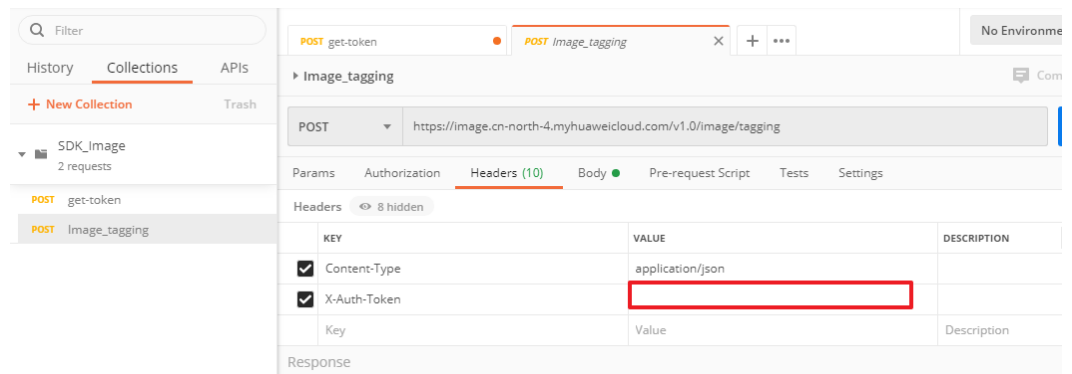 Filter
History Collections APIs
+ New Collection Trash
SDK_Image
2 requests
POST get-token
POST Image_tagging
POST get-token POST Image_tagging × + •••
No Environme
Image_tagging
Com
POST https://image.cn-north-4.myhuaweicloud.com/v1.0/image/tagging
Params Authorization Headers (10) Body Pre-request Script Tests Settings
Headers 8 hidden
KEY VALUE DESCRIPTION
Content-Type application/json
X-Auth-Token
Key Value Description
Response